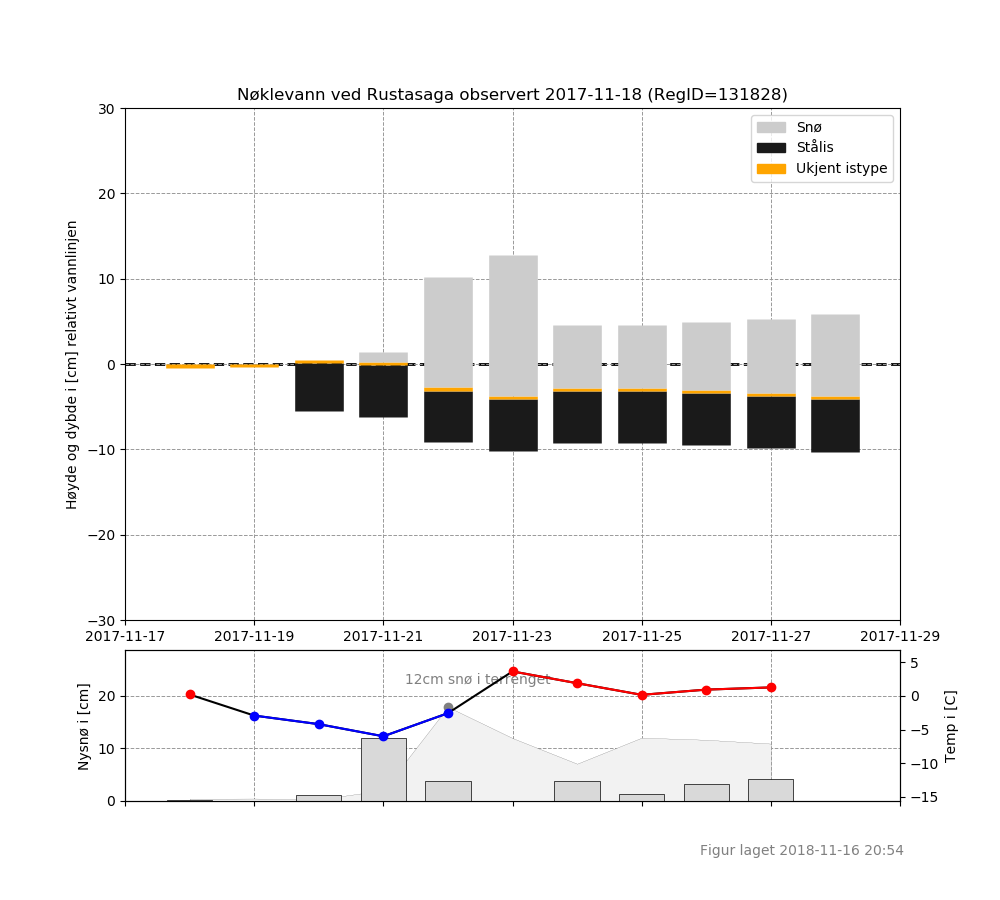 Nøklevann ved Rustasaga observert 2017-11-18 (RegID=131828)
Høyde og dybde i [cm] relativt vannlinjen
30
20
10
0
−10
−20
−30
Snø
Stålis
Ukjent istype
2017-11-17 2017-11-19 2017-11-21 2017-11-23 2017-11-25 2017-11-27 2017-11-29
Nysnø i [cm]
20
10
0
12cm snø i terrenget
5
0
−5
−10
−15
Temp i [C]
Figur laget 2018-11-16 20:54